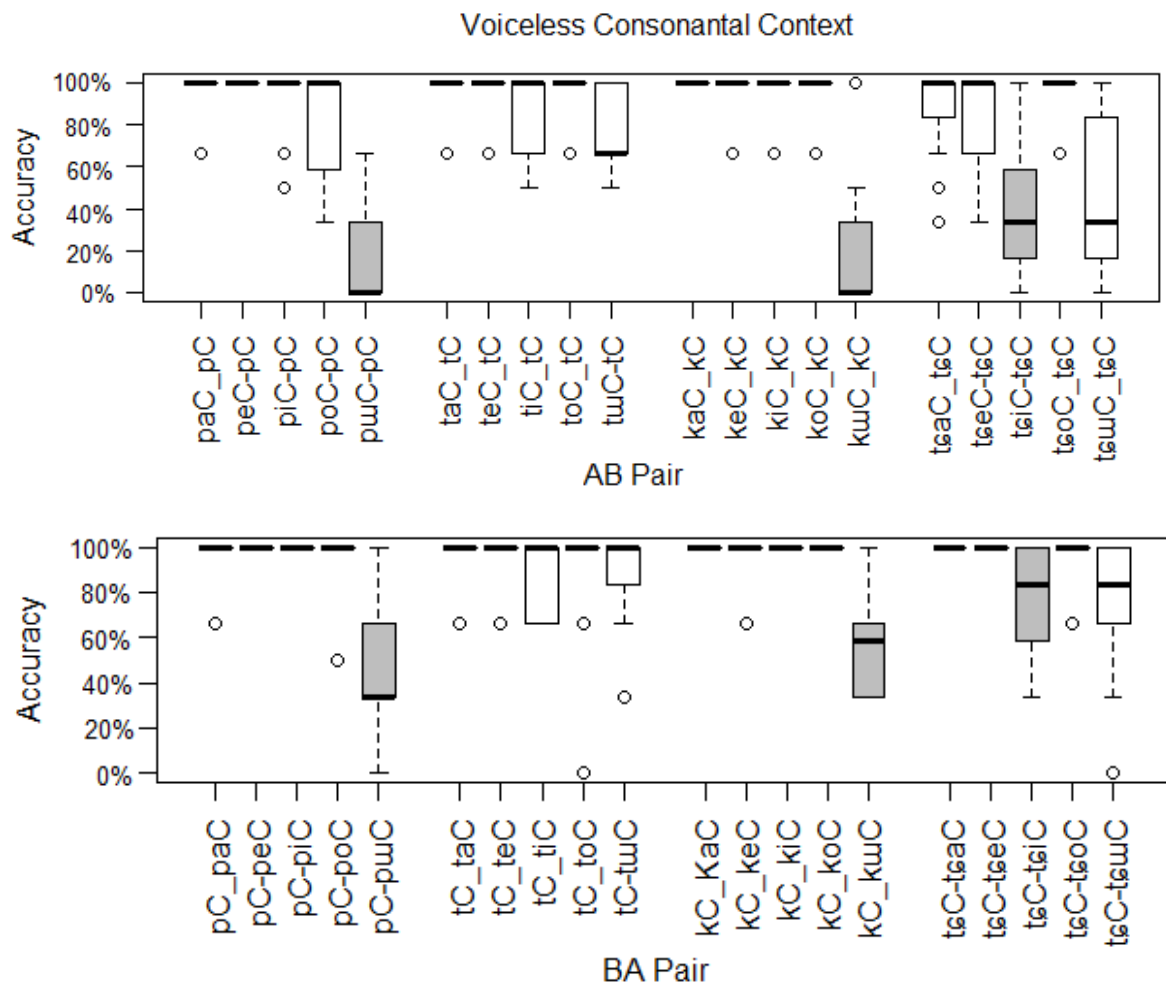 Voiceless Consonantal Context
Accuracy
100%
80%
60%
40%
20%
0%
paC_pC
peC-pC
piC-pC
poC-pC
pɯC-pC
taC_tC
teC_tC
tiC_tC
toC_tC
tɯC-tC
kaC_kC
keC_kC
kiC_kC
koC_kC
kɯC_kC
tɕaC_tɕC
tɕeC-tɕC
tɕiC-tɕC
tɕoC_tɕC
tɕɯC_tɕC
AB Pair
Accuracy
100%
80%
60%
40%
20%
0%
pC_paC
pC-peC
pC-piC
pC-poC
pC-pɯC
tC_taC
tC_teC
tC_tiC
tC_toC
tC-tɯC
kC_KaC
kC_keC
kC_kiC
kC_koC
kC_kɯC
tɕC-tɕaC
tɕC-tɕeC
tɕC-tɕiC
tɕC-tɕoC
tɕC-tɕɯC
BA Pair